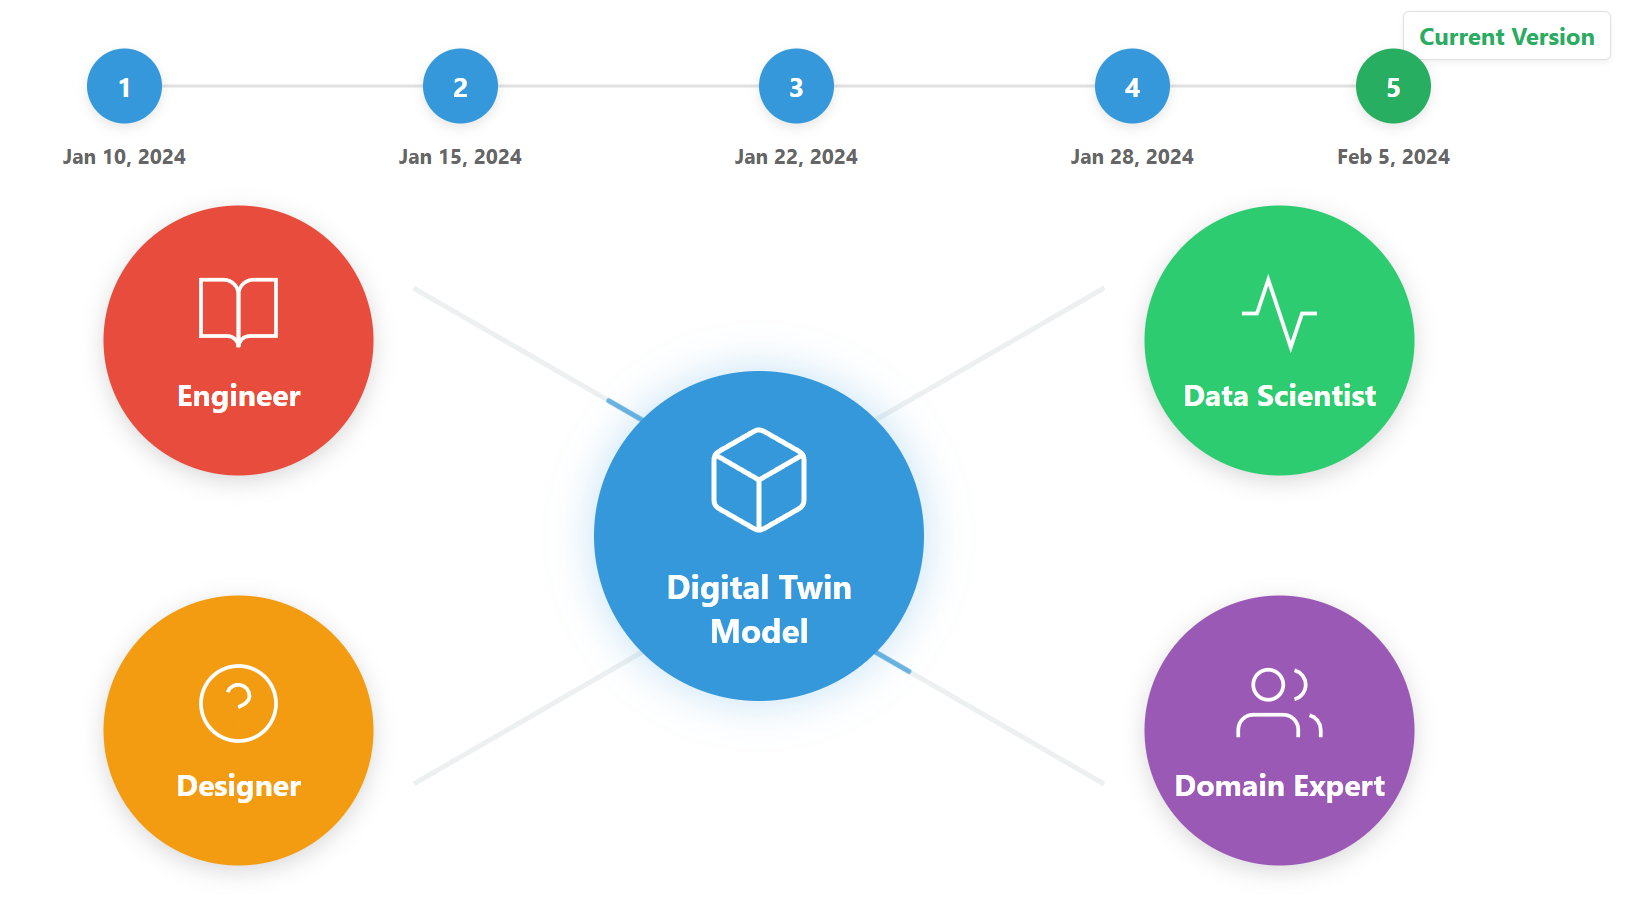 Current Version
1
2
3
4
5
Jan 10, 2024
Jan 15, 2024
Jan 22, 2024
Jan 28, 2024
Feb 5, 2024
Engineer
Data Scientist
Digital Twin
Model
Designer
Domain Expert